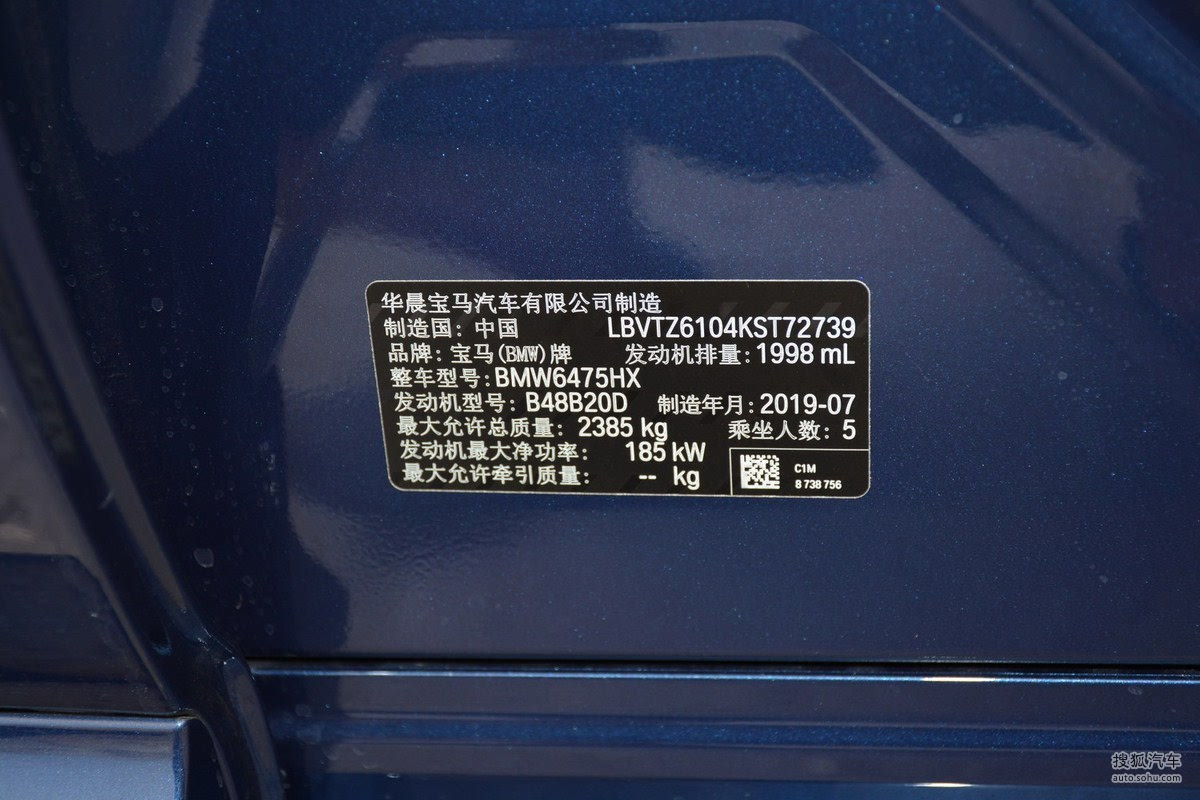 华晨宝马汽车有限公司制造
制造国：中国 LBVTZ6104KST72739
品牌：宝马(BMW)牌 发动机排量：1998 mL
整车型号：BMW6475HX
发动机型号：B48B20D 制造年月：2019-07
最大允许总质量：2385 kg 乘坐人数：5
发动机最大净功率：185 kW
最大允许牵引质量：-- kg
C1M
8 738 756
搜狐汽车
auto.sohu.com